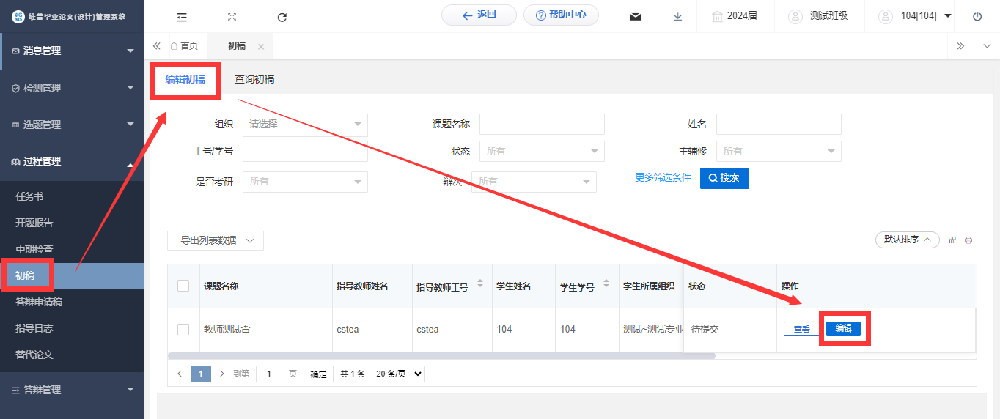 维普毕业论文(设计)管理系统
返回
帮助中心
2024届
测试班级
104[104]
消息管理
检测管理
选题管理
过程管理
任务书
开题报告
中期检查
初稿
答辩申请稿
指导日志
替代论文
答辩管理
首页
初稿
编辑初稿
查询初稿
组织 请选择 课题名称 姓名
工号/学号 状态 所有 主辅修 所有
是否考研 所有 辩次 所有 更多筛选条件 搜索
导出列表数据 默认排序
课题名称 指导教师姓名 指导教师工号 学生姓名 学生学号 学生所属组织 状态 操作
教师测试否 cstea cstea 104 104 测试~测试专业 待提交 查看 编辑
1 到第 1 页 确定 共 1 条 20 条/页